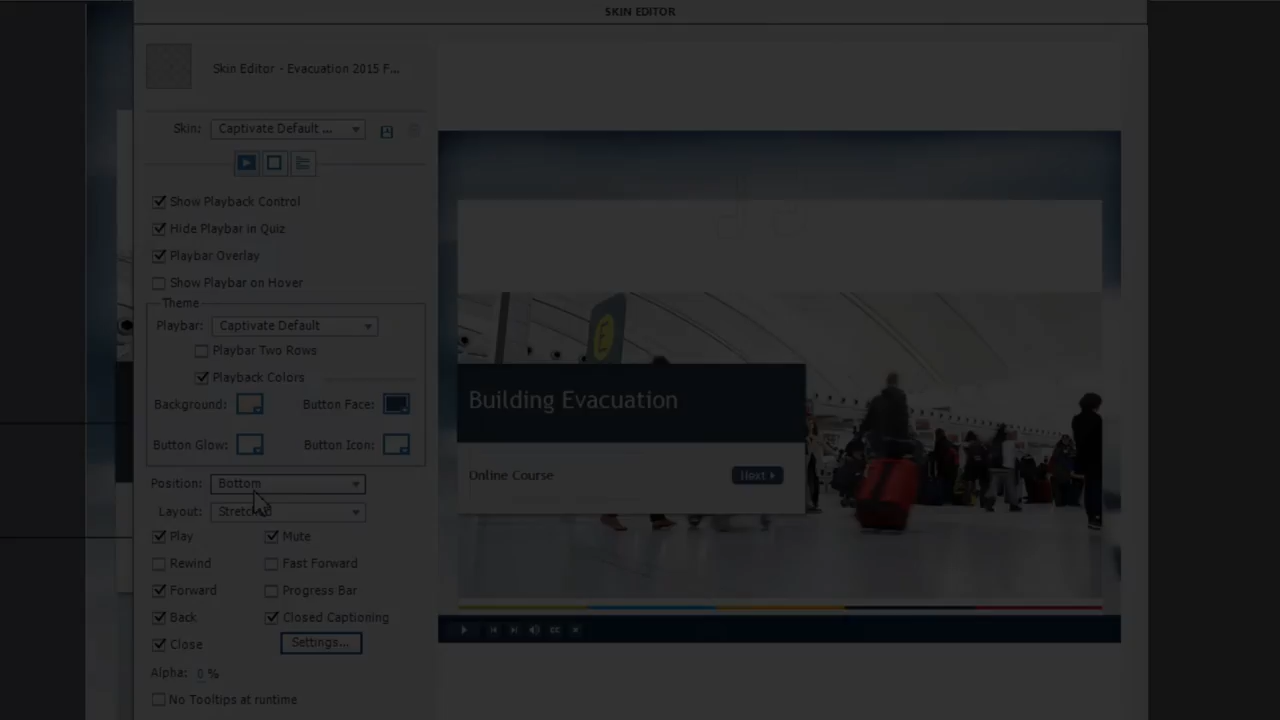 SKIN EDITOR
Skin Editor - Evacuation 2015 F...
Skin: Captivate Default ...
Show Playback Control
Hide Playbar in Quiz
Playbar Overlay
Show Playbar on Hover
Theme
Playbar: Captivate Default
Playbar Two Rows
Playback Colors
Background: Button Face:
Button Glow: Button Icon:
Position: Bottom
Layout:
Play Mute
Rewind Fast Forward
Forward Progress Bar
Back Closed Captioning
Close Settings...
Alpha: 0 %
No Tooltips at runtime
E
Building Evacuation
Online Course Next
CC